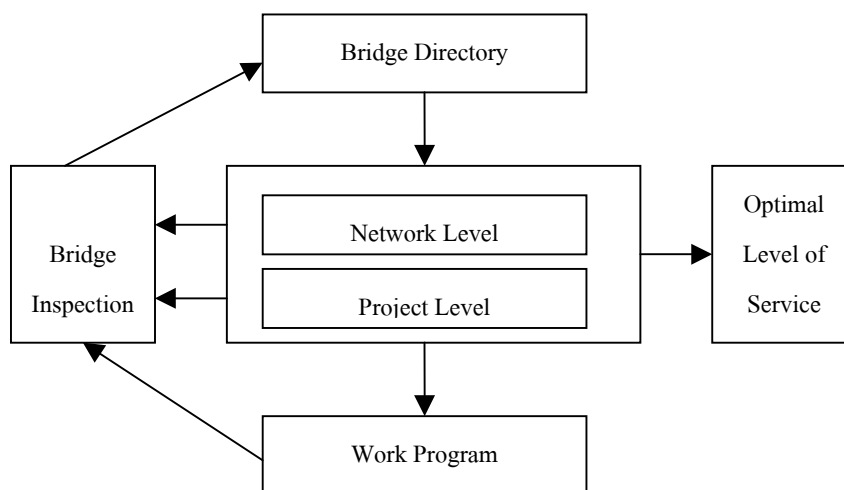 Bridge Directory
Bridge
Inspection
Network Level
Project Level
Optimal
Level of
Service
Work Program